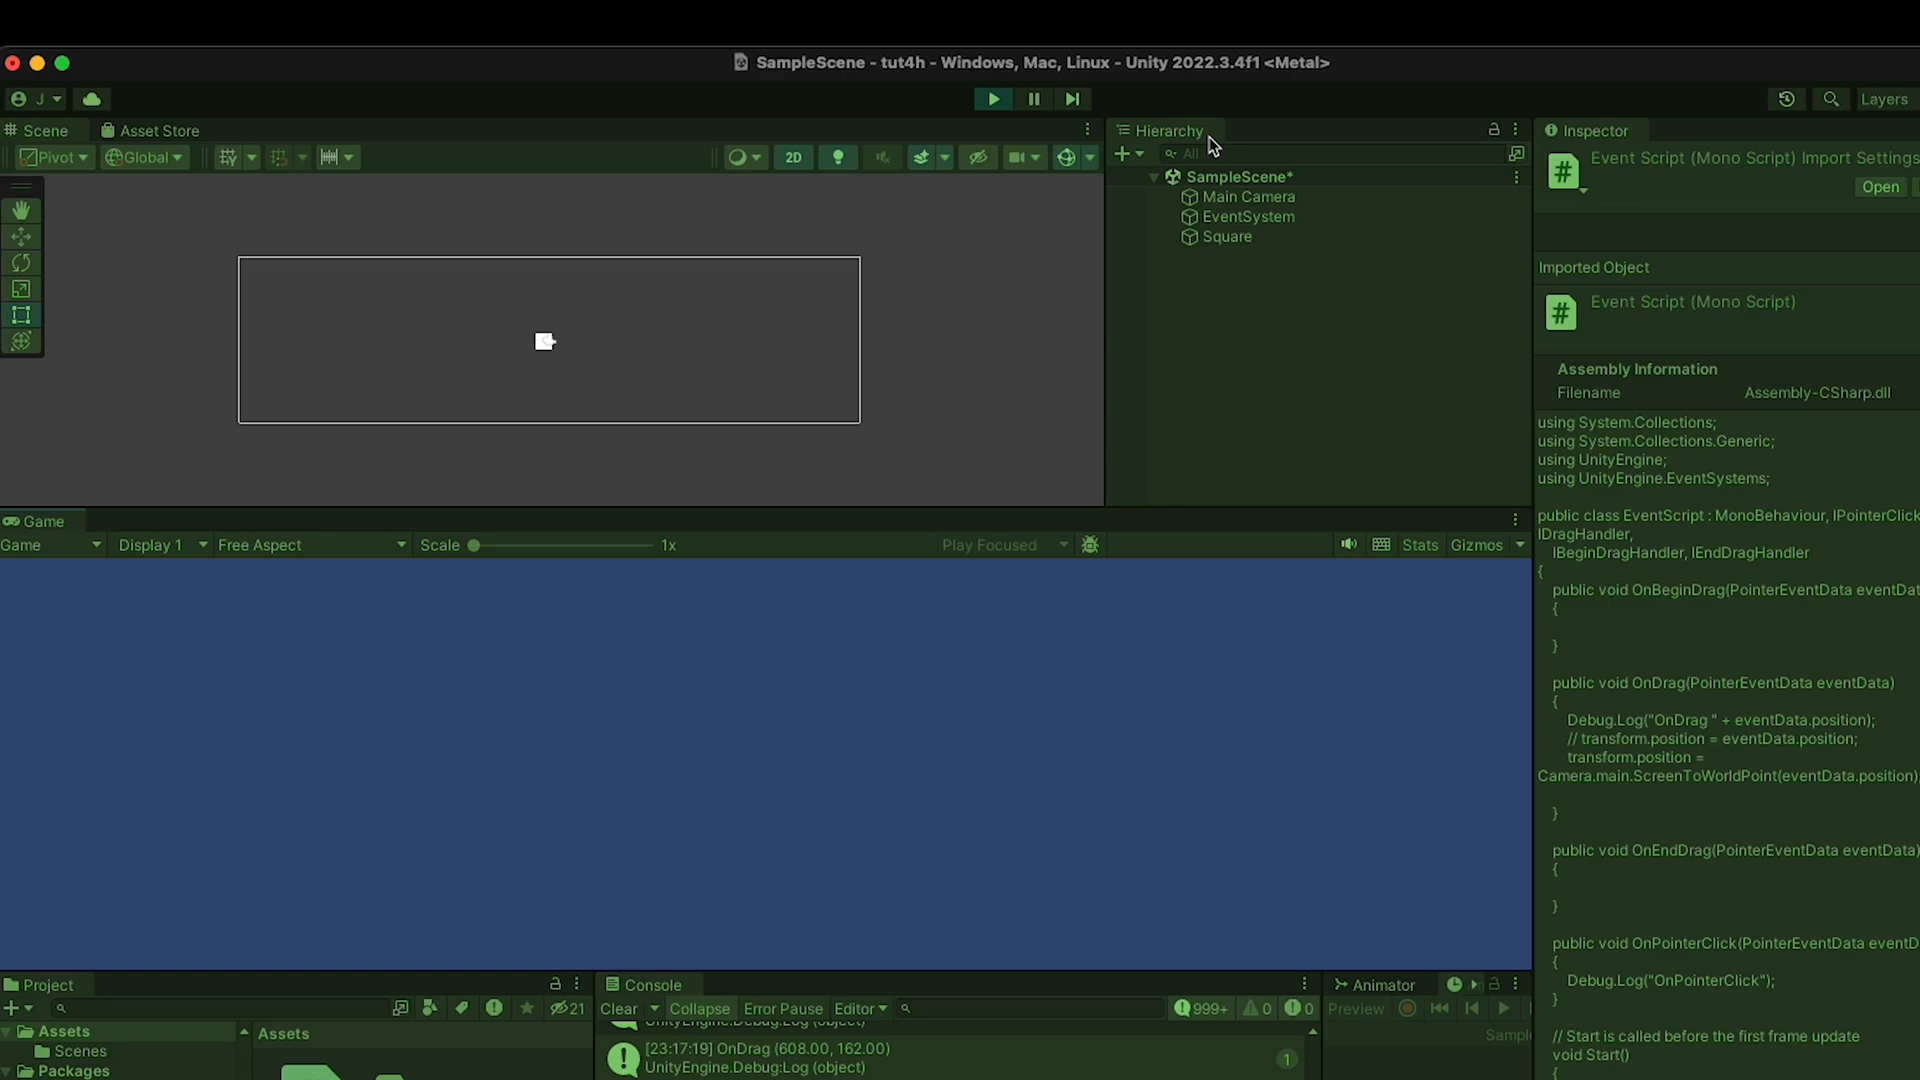 SampleScene - tut4h - Windows, Mac, Linux - Unity 2022.3.4f1 <Metal>
J
Layers
Scene
Asset Store
Pivot
Global
2D
Hierarchy
All
SampleScene*
Main Camera
EventSystem
Square
Inspector
Event Script (Mono Script) Import Settings
Open
Imported Object
Event Script (Mono Script)
Assembly Information
Filename Assembly-CSharp.dll
using System.Collections;
using System.Collections.Generic;
using UnityEngine;
using UnityEngine.EventSystems;
public class EventScript : MonoBehaviour, IPointerClick
IDragHandler,
IBeginDragHandler, IEndDragHandler
{
public void OnBeginDrag(PointerEventData eventDat
{
}
public void OnDrag(PointerEventData eventData)
{
Debug.Log("OnDrag " + eventData.position);
// transform.position = eventData.position;
transform.position =
Camera.main.ScreenToWorldPoint(eventData.position)
}
public void OnEndDrag(PointerEventData eventData)
{
}
public void OnPointerClick(PointerEventData eventD
{
Debug.Log("OnPointerClick");
}
// Start is called before the first frame update
void Start()
{
Game
Game
Display 1
Free Aspect
Scale
1x
Play Focused
Stats
Gizmos
Project
21
Assets
Scenes
Packages
Assets
Console
Clear
Collapse
Error Pause
Editor
999+
0
0
UnityEngine.Debug:Log (object)
[23:17:19] OnDrag (608.00, 162.00)
UnityEngine.Debug:Log (object)
1
Animator
Preview
Sampl